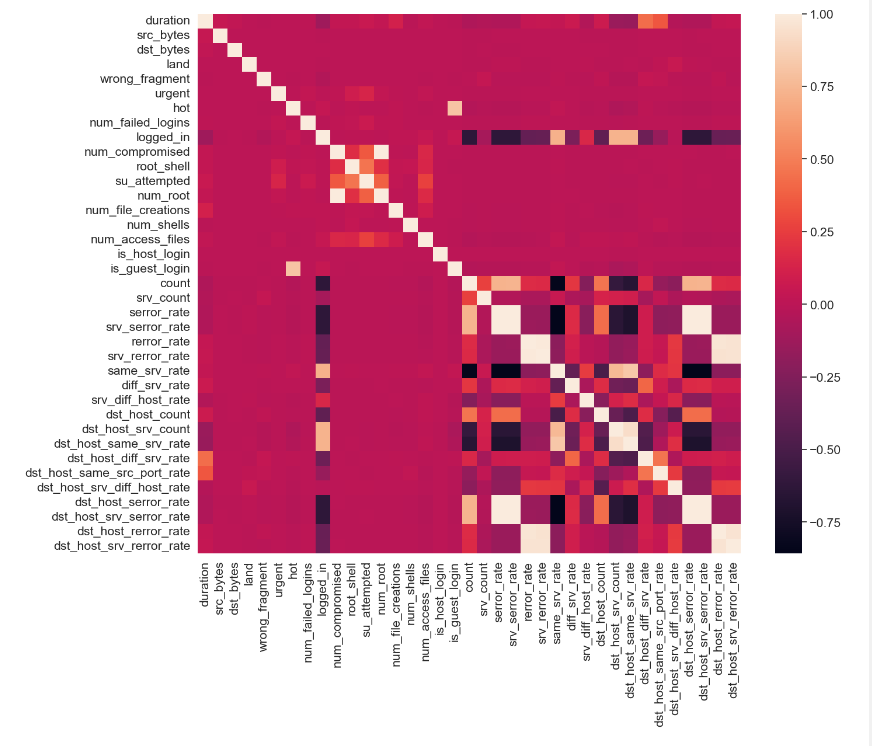 duration
src_bytes
dst_bytes
land
wrong_fragment
urgent
hot
num_failed_logins
logged_in
num_compromised
root_shell
su_attempted
num_root
num_file_creations
num_shells
num_access_files
is_host_login
is_guest_login
count
srv_count
serror_rate
srv_serror_rate
rerror_rate
srv_rerror_rate
same_srv_rate
diff_srv_rate
srv_diff_host_rate
dst_host_count
dst_host_srv_count
dst_host_same_srv_rate
dst_host_diff_srv_rate
dst_host_same_src_port_rate
dst_host_srv_diff_host_rate
dst_host_serror_rate
dst_host_srv_serror_rate
dst_host_rerror_rate
dst_host_srv_rerror_rate
duration
src_bytes
dst_bytes
land
wrong_fragment
urgent
hot
num_failed_logins
logged_in
num_compromised
root_shell
su_attempted
num_root
num_file_creations
num_shells
num_access_files
is_host_login
is_guest_login
count
srv_count
serror_rate
srv_serror_rate
rerror_rate
srv_rerror_rate
same_srv_rate
diff_srv_rate
srv_diff_host_rate
dst_host_count
dst_host_srv_count
dst_host_same_srv_rate
dst_host_diff_srv_rate
dst_host_same_src_port_rate
dst_host_srv_diff_host_rate
dst_host_serror_rate
dst_host_srv_serror_rate
dst_host_rerror_rate
dst_host_srv_rerror_rate
1.00
0.75
0.50
0.25
0.00
−0.25
−0.50
−0.75